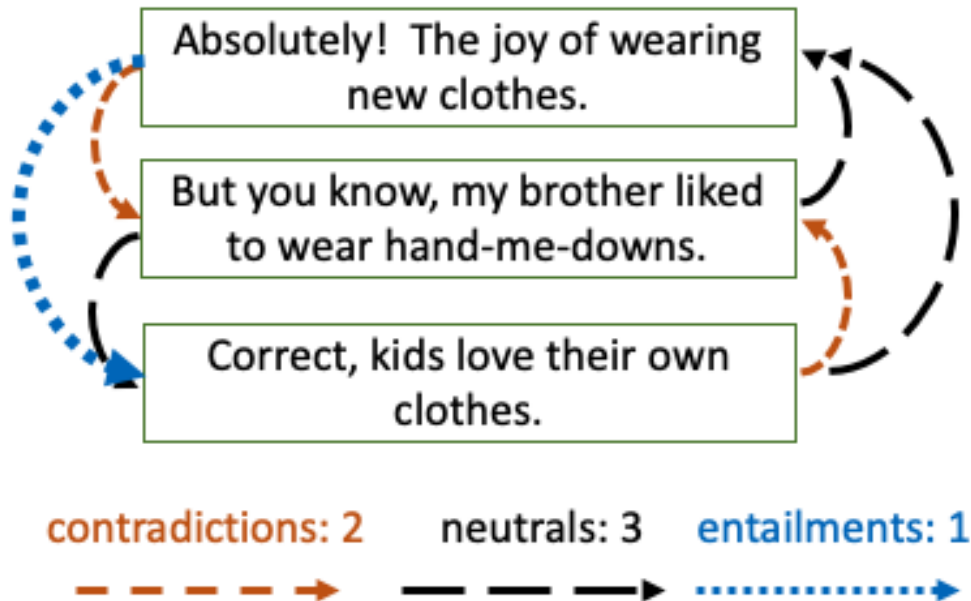 Absolutely!  The joy of wearing
new clothes.
But you know, my brother liked
to wear hand-me-downs.
Correct, kids love their own
clothes.
contradictions: 2 neutrals: 3 entailments: 1